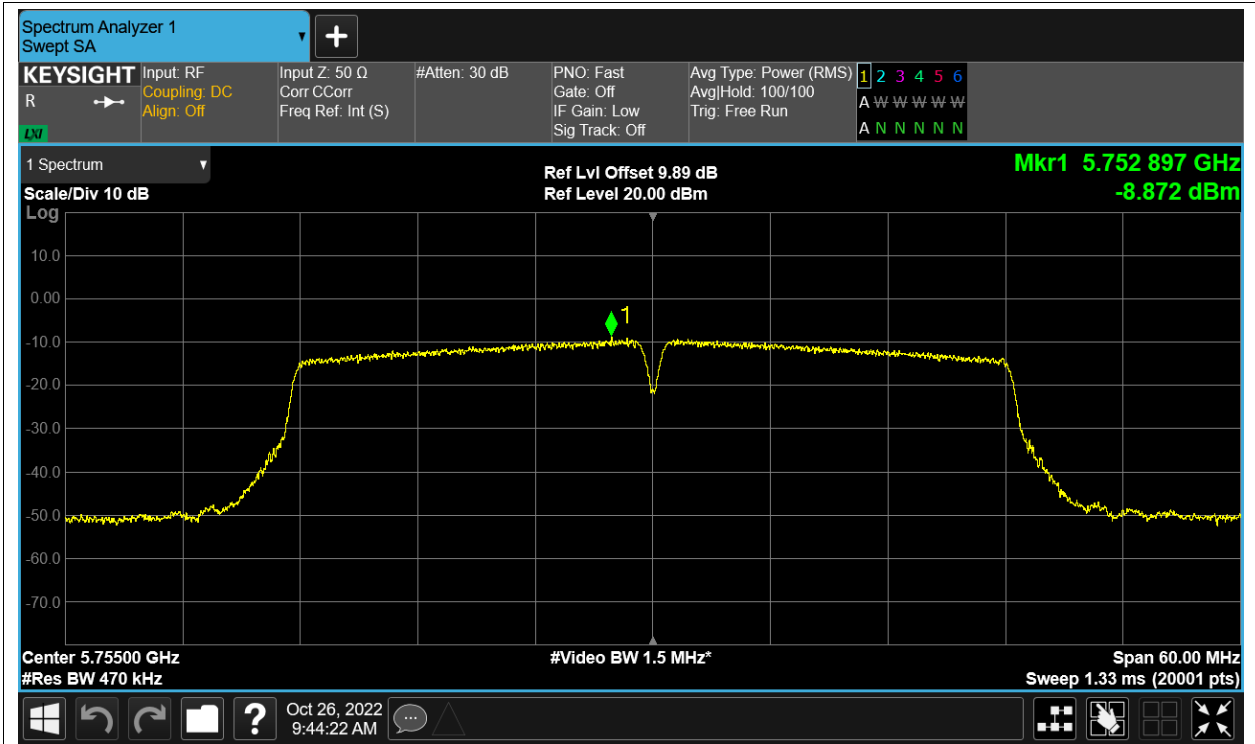 Spectrum Analyzer 1
Swept SA
KEYSIGHT
R
LXI
Input: RF
Coupling: DC
Align: Off
Input Z: 50 Ω
Corr CCorr
Freq Ref: Int (S)
#Atten: 30 dB
PNO: Fast
Gate: Off
IF Gain: Low
Sig Track: Off
Avg Type: Power (RMS)
Avg|Hold: 100/100
Trig: Free Run
1 2 3 4 5 6
A W W W W W
A N N N N N
1 Spectrum
Scale/Div 10 dB
Log
Ref Lvl Offset 9.89 dB
Ref Level 20.00 dBm
Mkr1 5.752 897 GHz
-8.872 dBm
10.0
0.00
1
-10.0
-20.0
-30.0
-40.0
-50.0
-60.0
-70.0
Center 5.75500 GHz
#Video BW 1.5 MHz*
Span 60.00 MHz
#Res BW 470 kHz
Sweep 1.33 ms (20001 pts)
?
Oct 26, 2022
9:44:22 AM